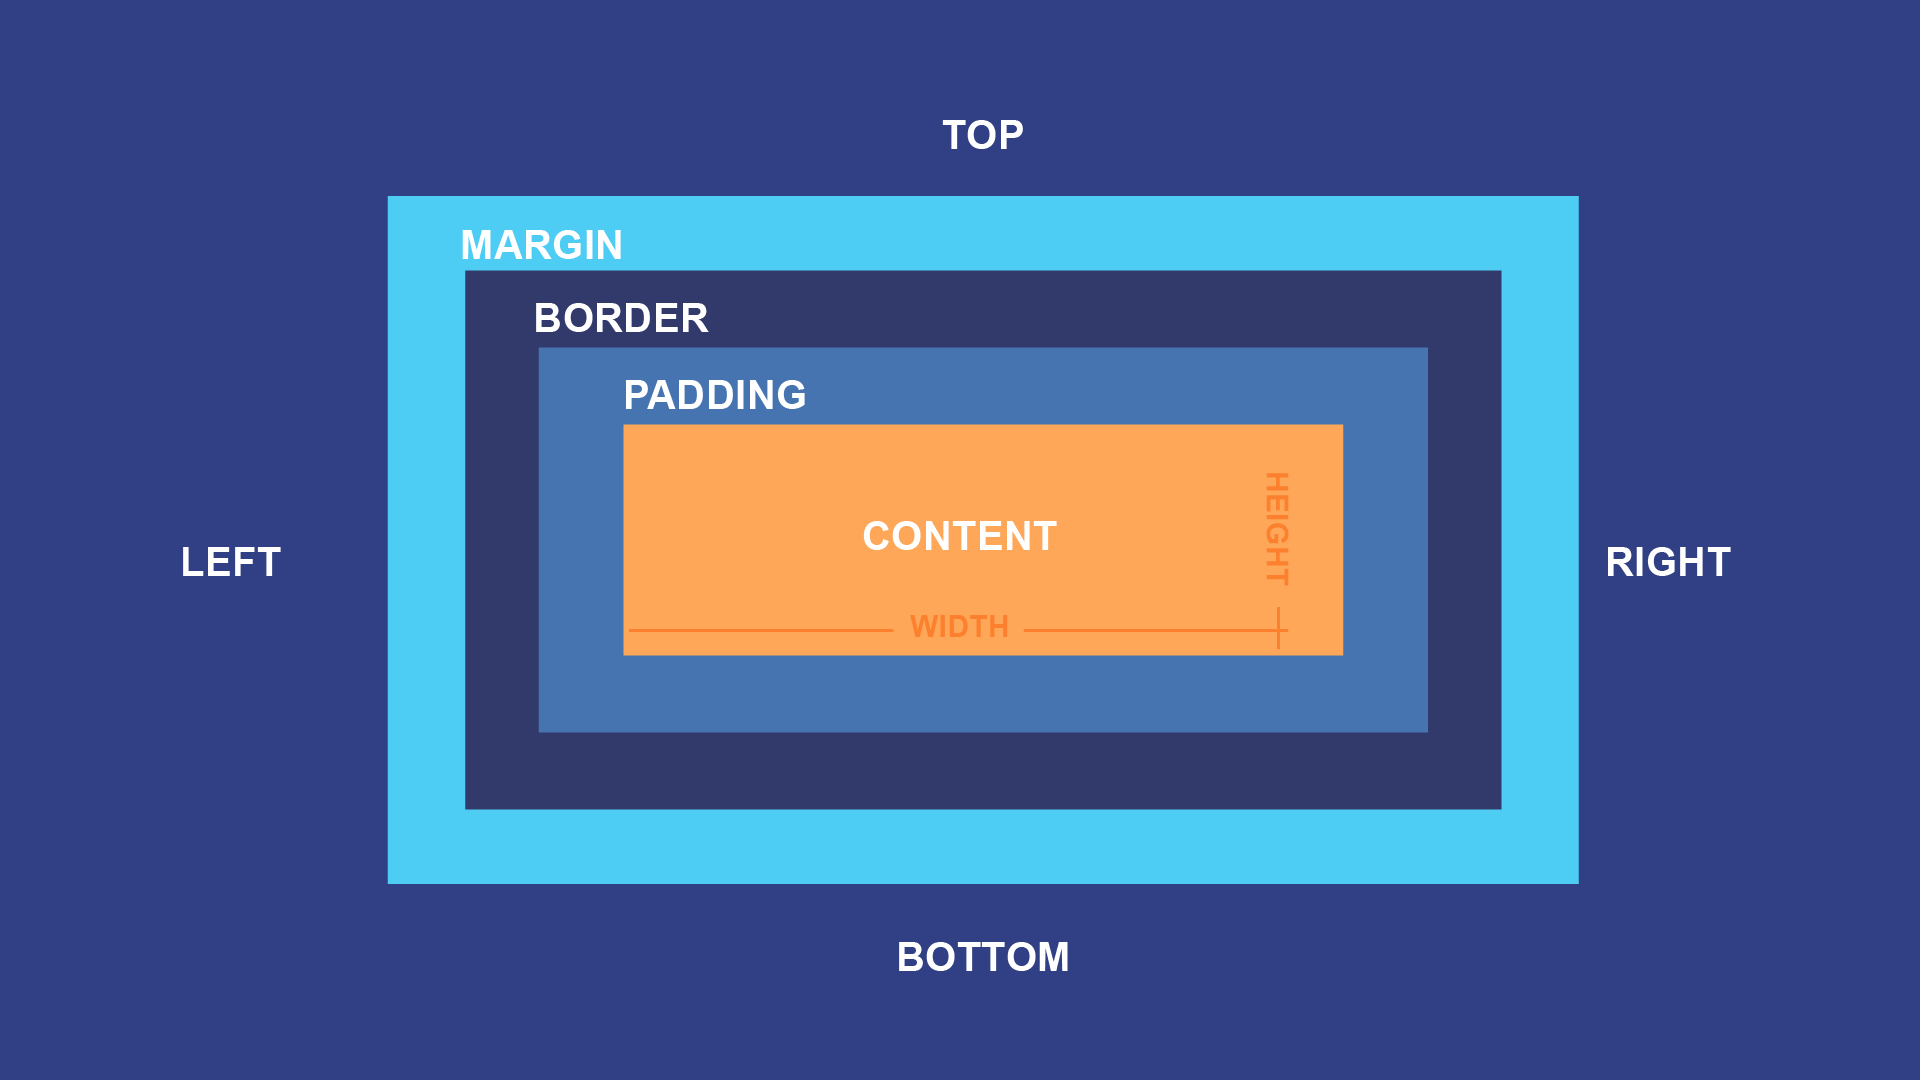 TOP
MARGIN
BORDER
PADDING
CONTENT
HEIGHT
LEFT
RIGHT
WIDTH
BOTTOM